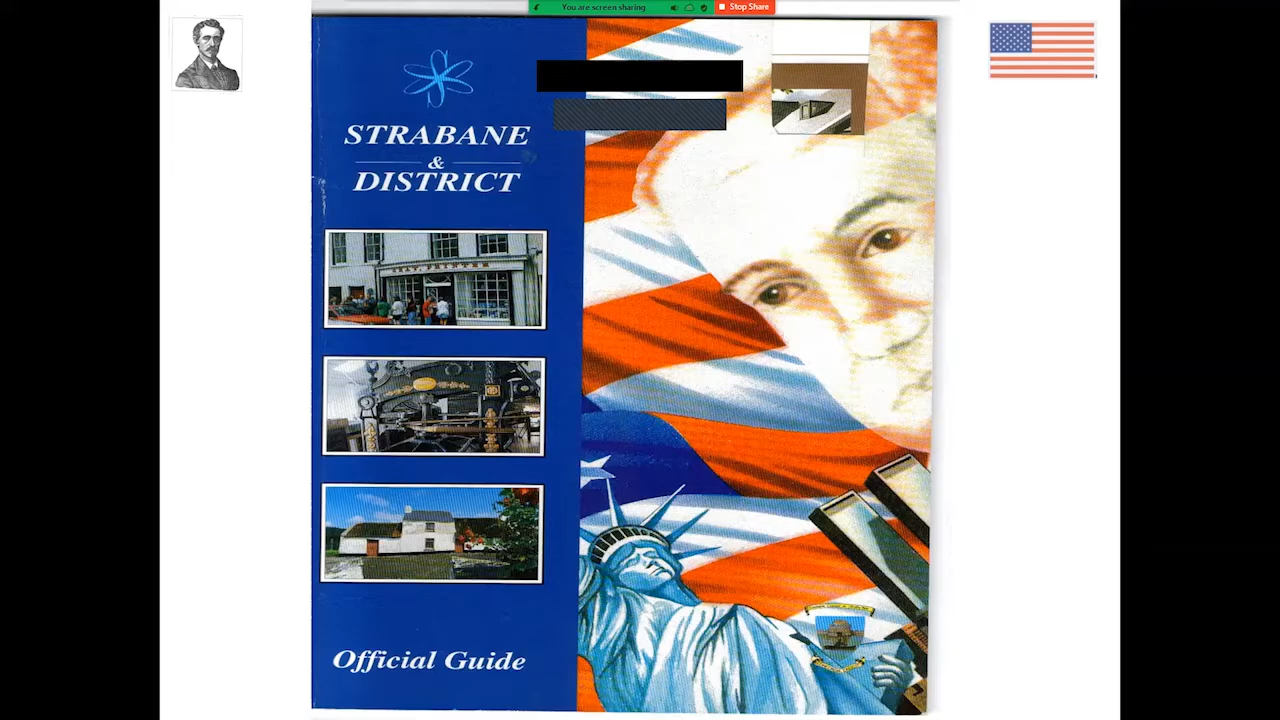 You are screen sharing
Stop Share
STRABANE
&
DISTRICT
Official Guide